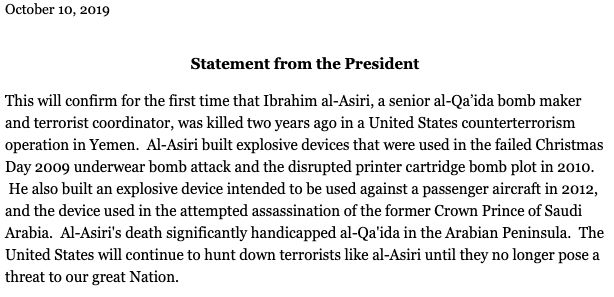 October 10, 2019
Statement from the President
This will confirm for the first time that Ibrahim al-Asiri, a senior al-Qa’ida bomb maker
and terrorist coordinator, was killed two years ago in a United States counterterrorism
operation in Yemen.  Al-Asiri built explosive devices that were used in the failed Christmas
Day 2009 underwear bomb attack and the disrupted printer cartridge bomb plot in 2010.
He also built an explosive device intended to be used against a passenger aircraft in 2012,
and the device used in the attempted assassination of the former Crown Prince of Saudi
Arabia.  Al-Asiri's death significantly handicapped al-Qa'ida in the Arabian Peninsula.  The
United States will continue to hunt down terrorists like al-Asiri until they no longer pose a
threat to our great Nation.